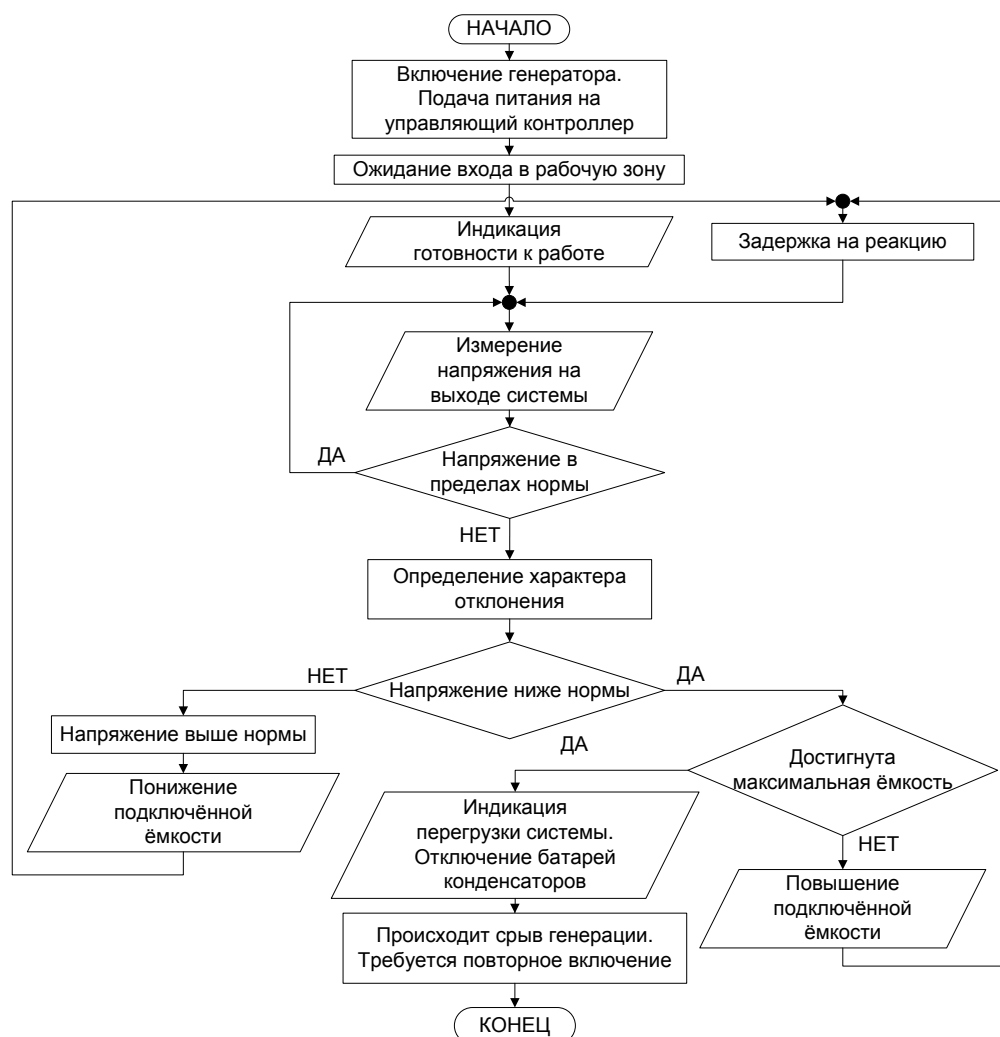 НАЧАЛО
Включение генератора.
Подача питания на
управляющий контроллер
Ожидание входа в рабочую зону
Индикация
готовности к работе
Задержка на реакцию
Измерение
напряжения на
выходе системы
ДА
Напряжение в
пределах нормы
НЕТ
Определение характера
отклонения
НЕТ
Напряжение ниже нормы
ДА
Напряжение выше нормы
Понижение
подключённой
ёмкости
ДА
Достигнута
максимальная ёмкость
Индикация
перегрузки системы.
Отключение батарей
конденсаторов
НЕТ
Повышение
подключённой
ёмкости
Происходит срыв генерации.
Требуется повторное включение
КОНЕЦ